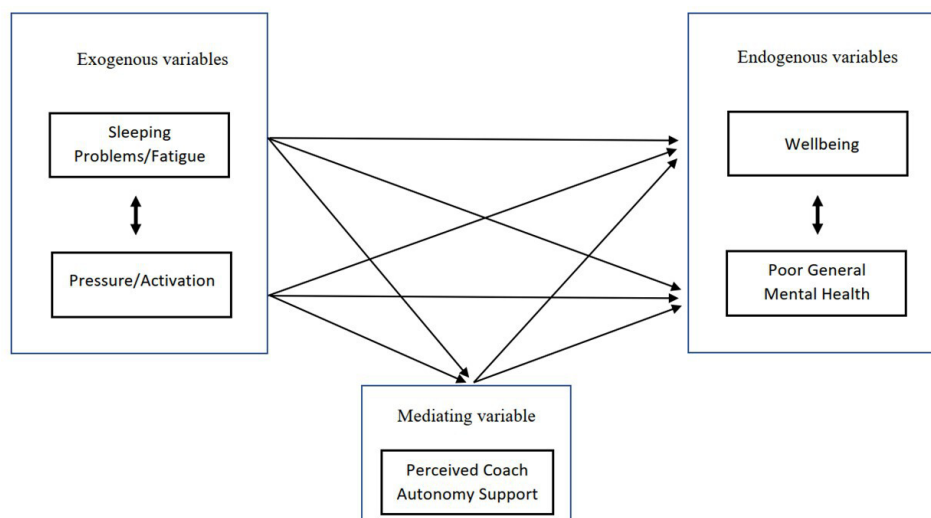 Exogenous variables
Sleeping
Problems/Fatigue
Pressure/Activation
Endogenous variables
Wellbeing
Poor General
Mental Health
Mediating variable
Perceived Coach
Autonomy Support